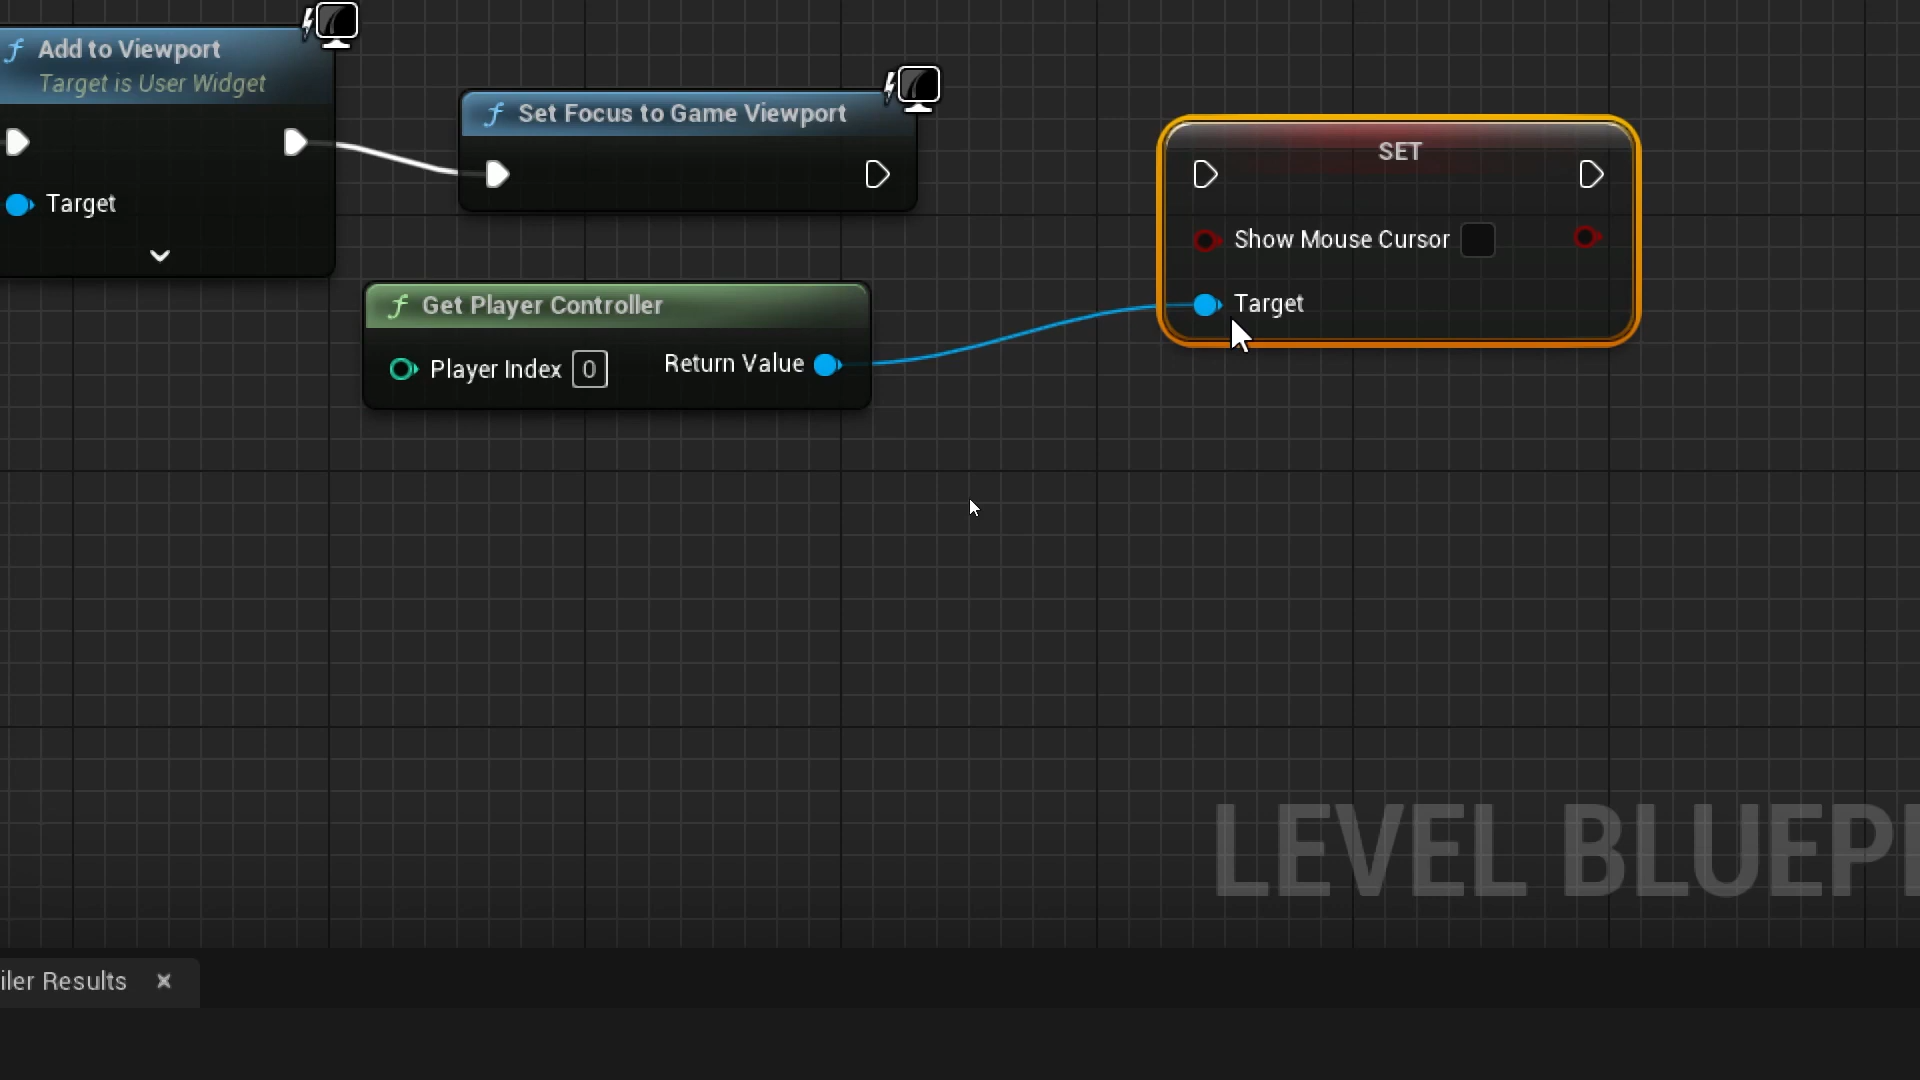 Add to Viewport
Target is User Widget
Target
Set Focus to Game Viewport
Get Player Controller
Player Index 0 Return Value
SET
Show Mouse Cursor
Target
LEVEL BLUEP
iler Results